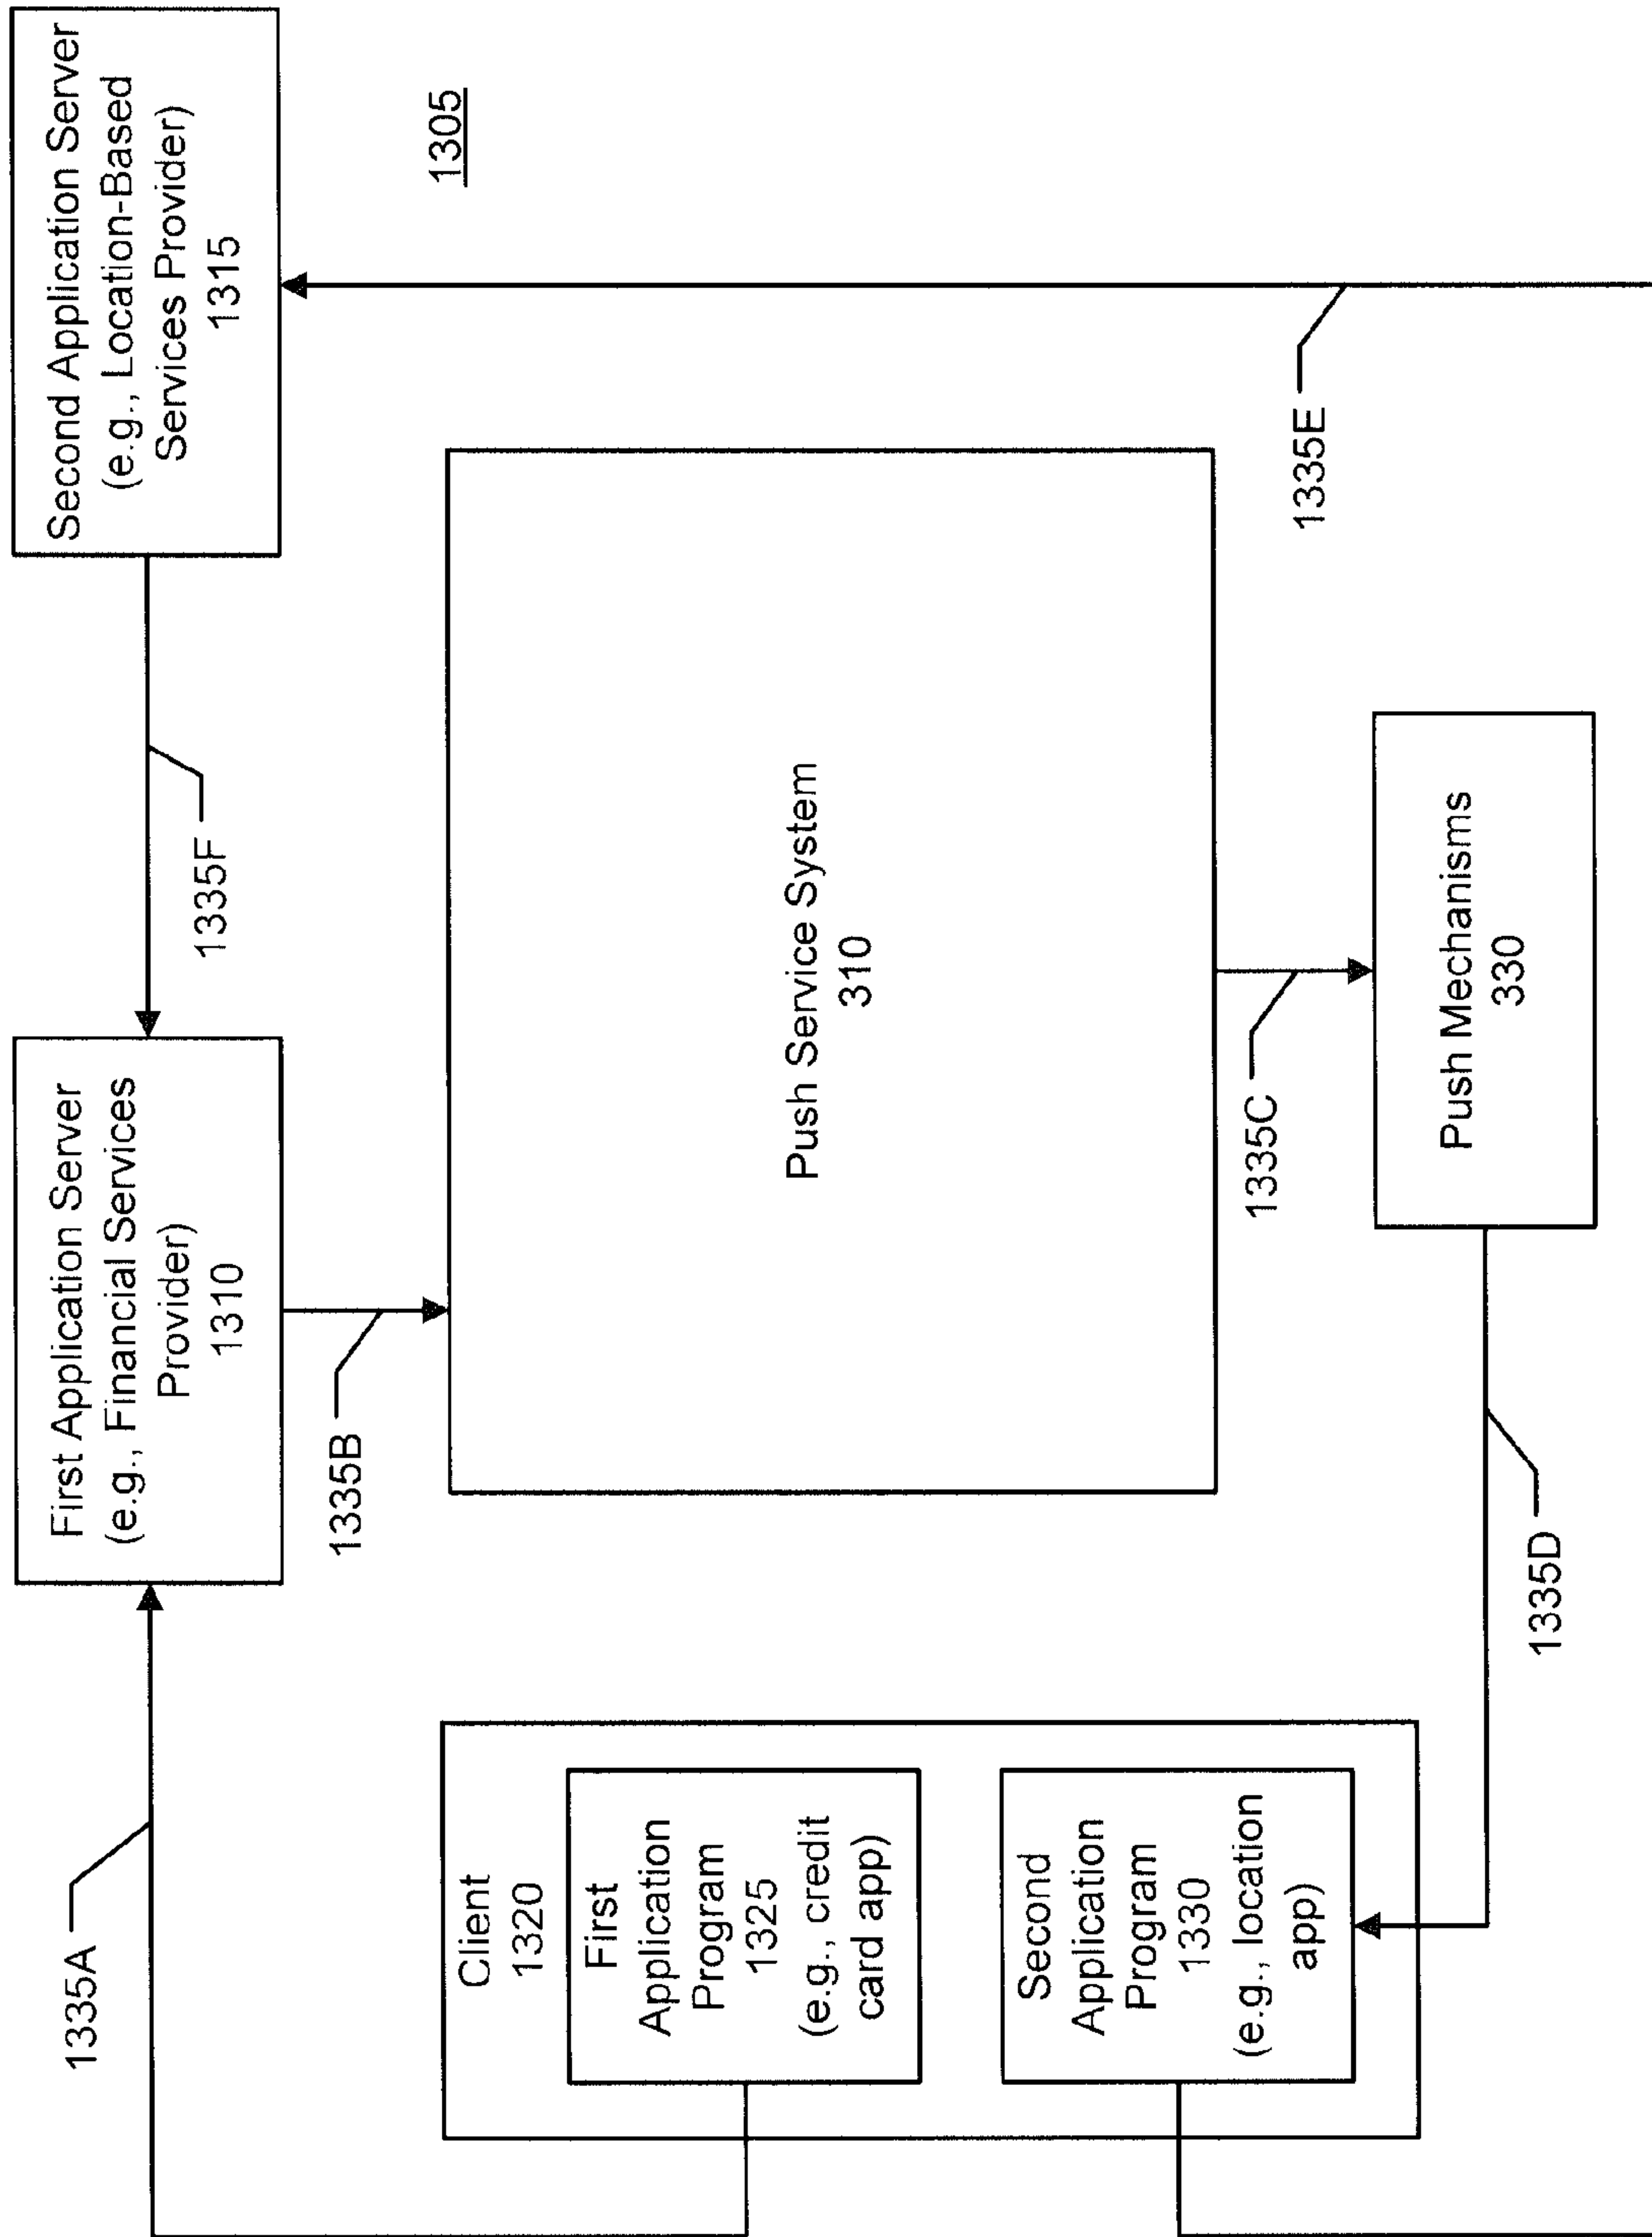 First Application Server
(e.g., Financial Services
Provider)
1310
Second Application Server
(e.g., Location-Based
Services Provider)
1315
1335A
1335F
1335B
1305
Client
1320
First
Application
Program
1325
(e.g., credit
card app)
Second
Application
Program
1330
(e.g., location
app)
Push Service System
310
1335C
1335E
Push Mechanisms
330
1335D